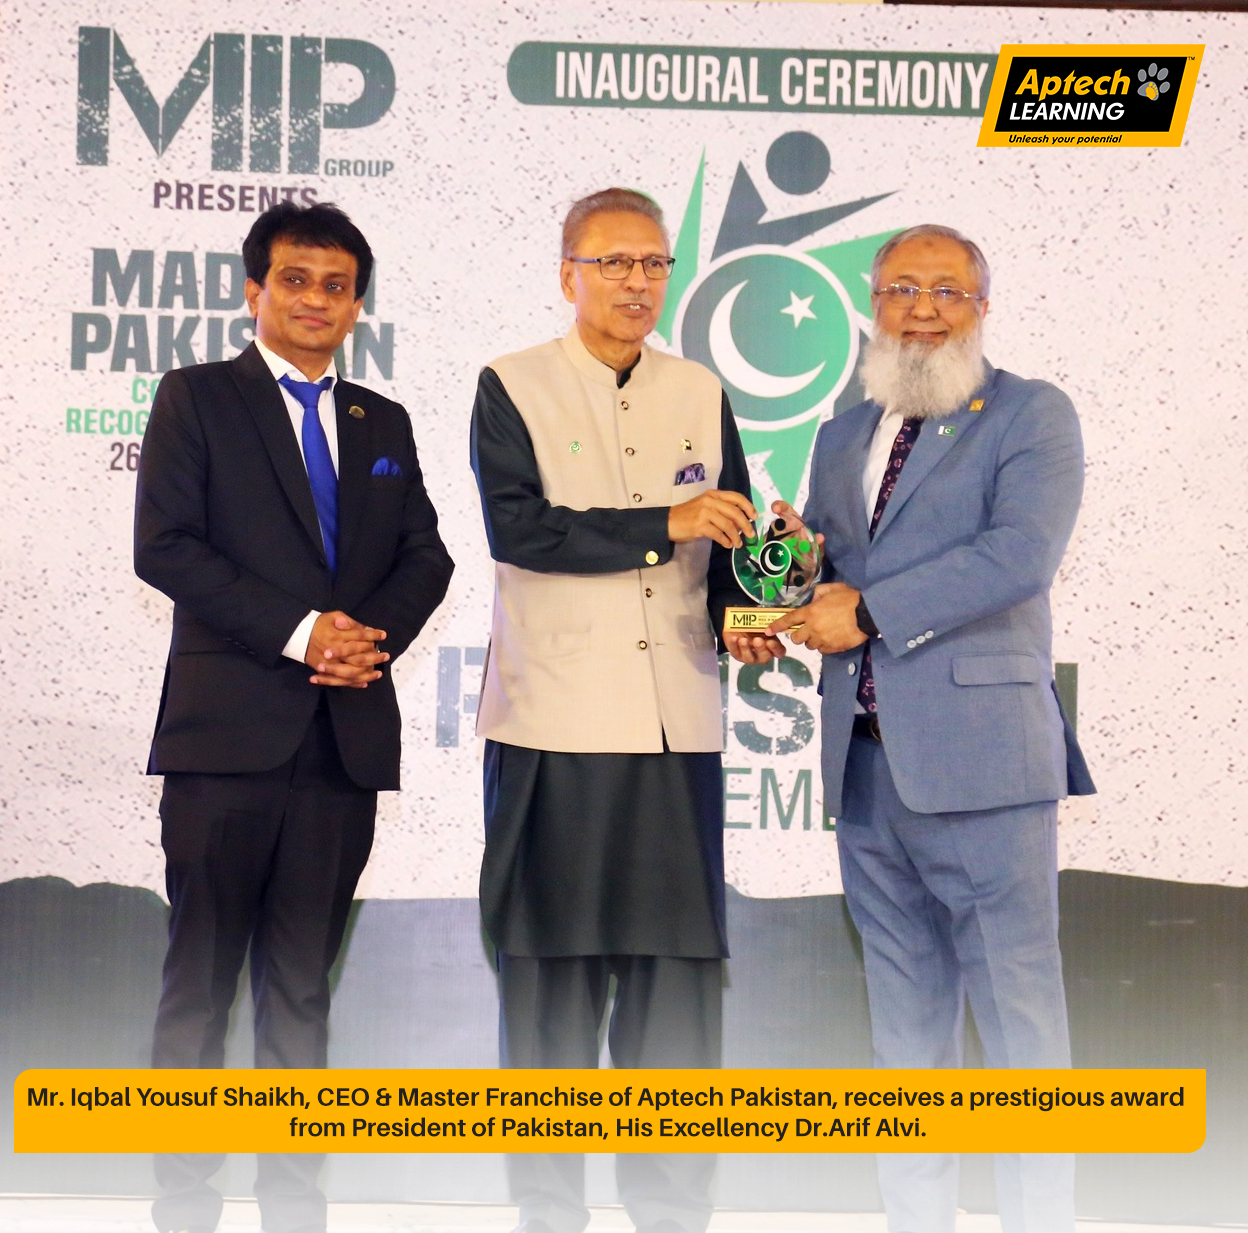 MIP
GROUP
PRESENTS
INAUGURAL CEREMONY
Aptech
LEARNING
Unleash your potential
TM
MAD
PAKIS AN
RECOG
26
MIP
Mr. Iqbal Yousuf Shaikh, CEO & Master Franchise of Aptech Pakistan, receives a prestigious award
from President of Pakistan, His Excellency Dr.Arif Alvi.